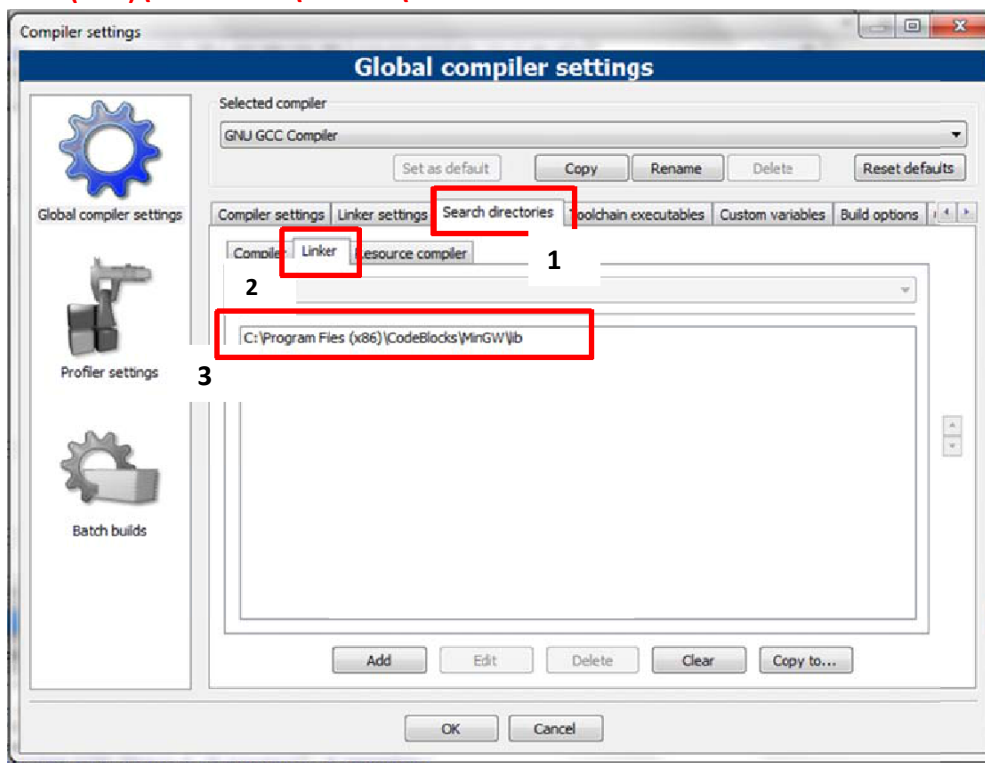 Compiler settings
Global compiler settings
Selected compiler
GNU GCC Compiler
Set as default Copy Rename Delete Reset defaults
Global compiler settings
Compiler settings Linker settings Search directories Toolchain executables Custom variables Build options
Compiler Linker Resource compiler
1
2
C:\Program Files (x86)\CodeBlocks\MinGW\lib
3
Profiler settings
Batch builds
Add Edit Delete Clear Copy to...
OK Cancel